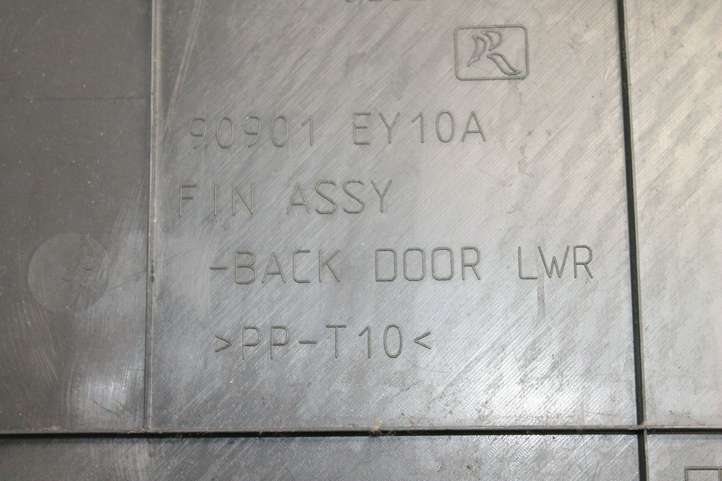 90901 EY10A
FIN ASSY
-BACK DOOR LWR
>PP-T10<